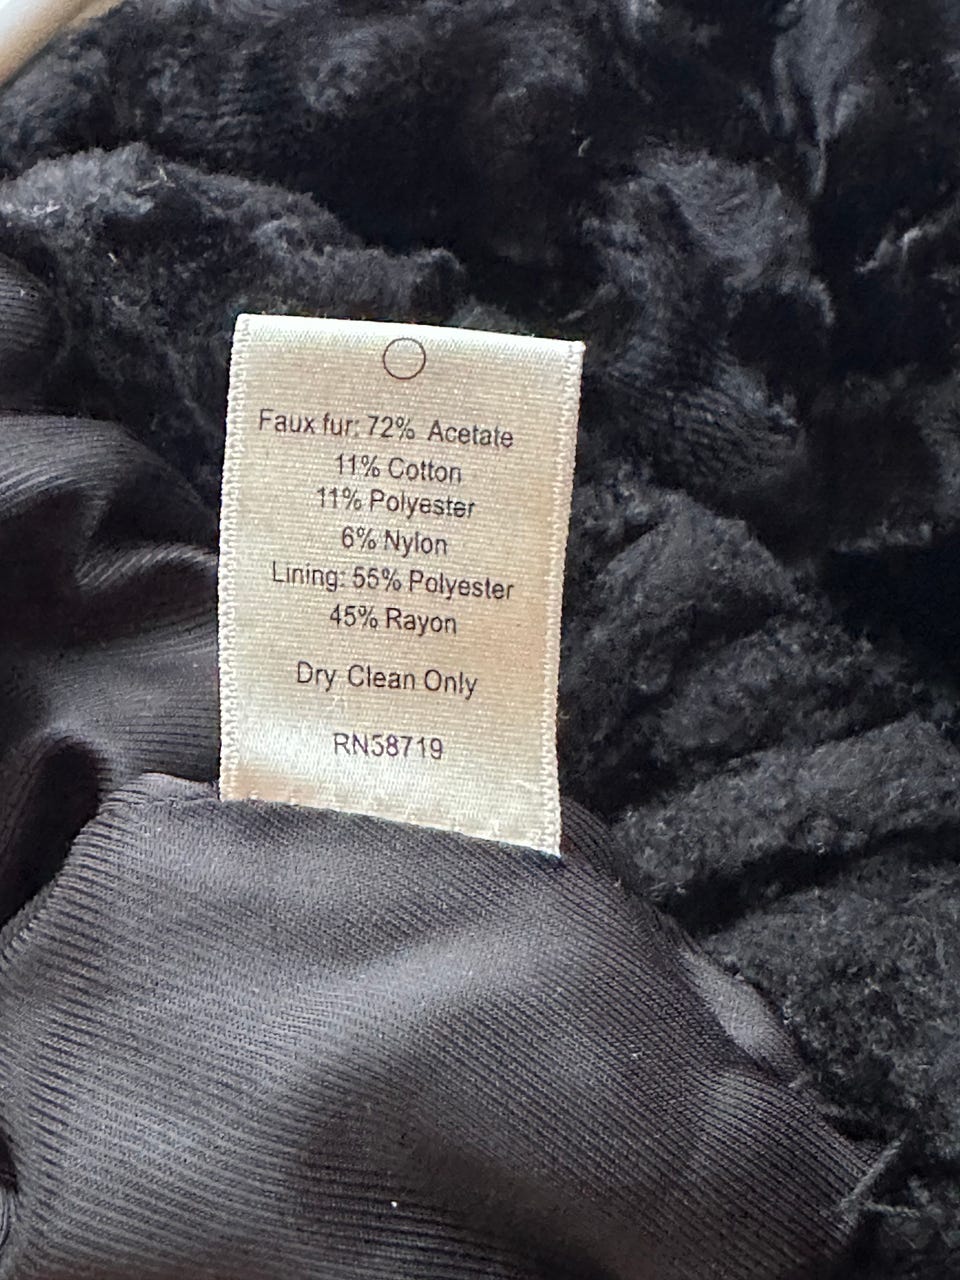 Faux fur: 72% Acetate
11% Cotton
11% Polyester
6% Nylon
Lining: 55% Polyester
45% Rayon
Dry Clean Only
RN58719